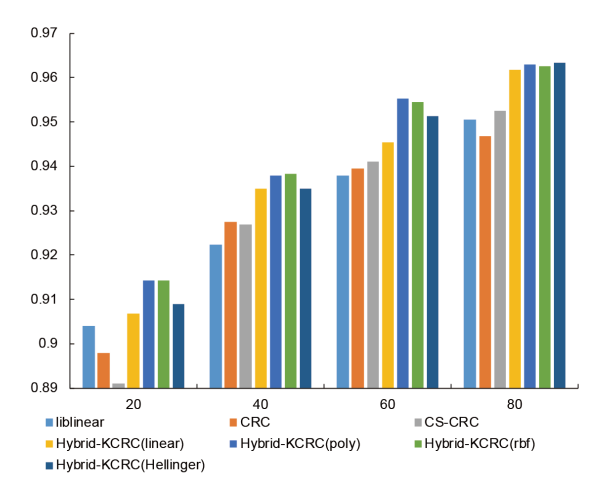 0.97
0.96
0.95
0.94
0.93
0.92
0.91
0.9
0.89
20 40 60 80
liblinear CRC CS-CRC
Hybrid-KCRC(linear) Hybrid-KCRC(poly) Hybrid-KCRC(rbf)
Hybrid-KCRC(Hellinger)